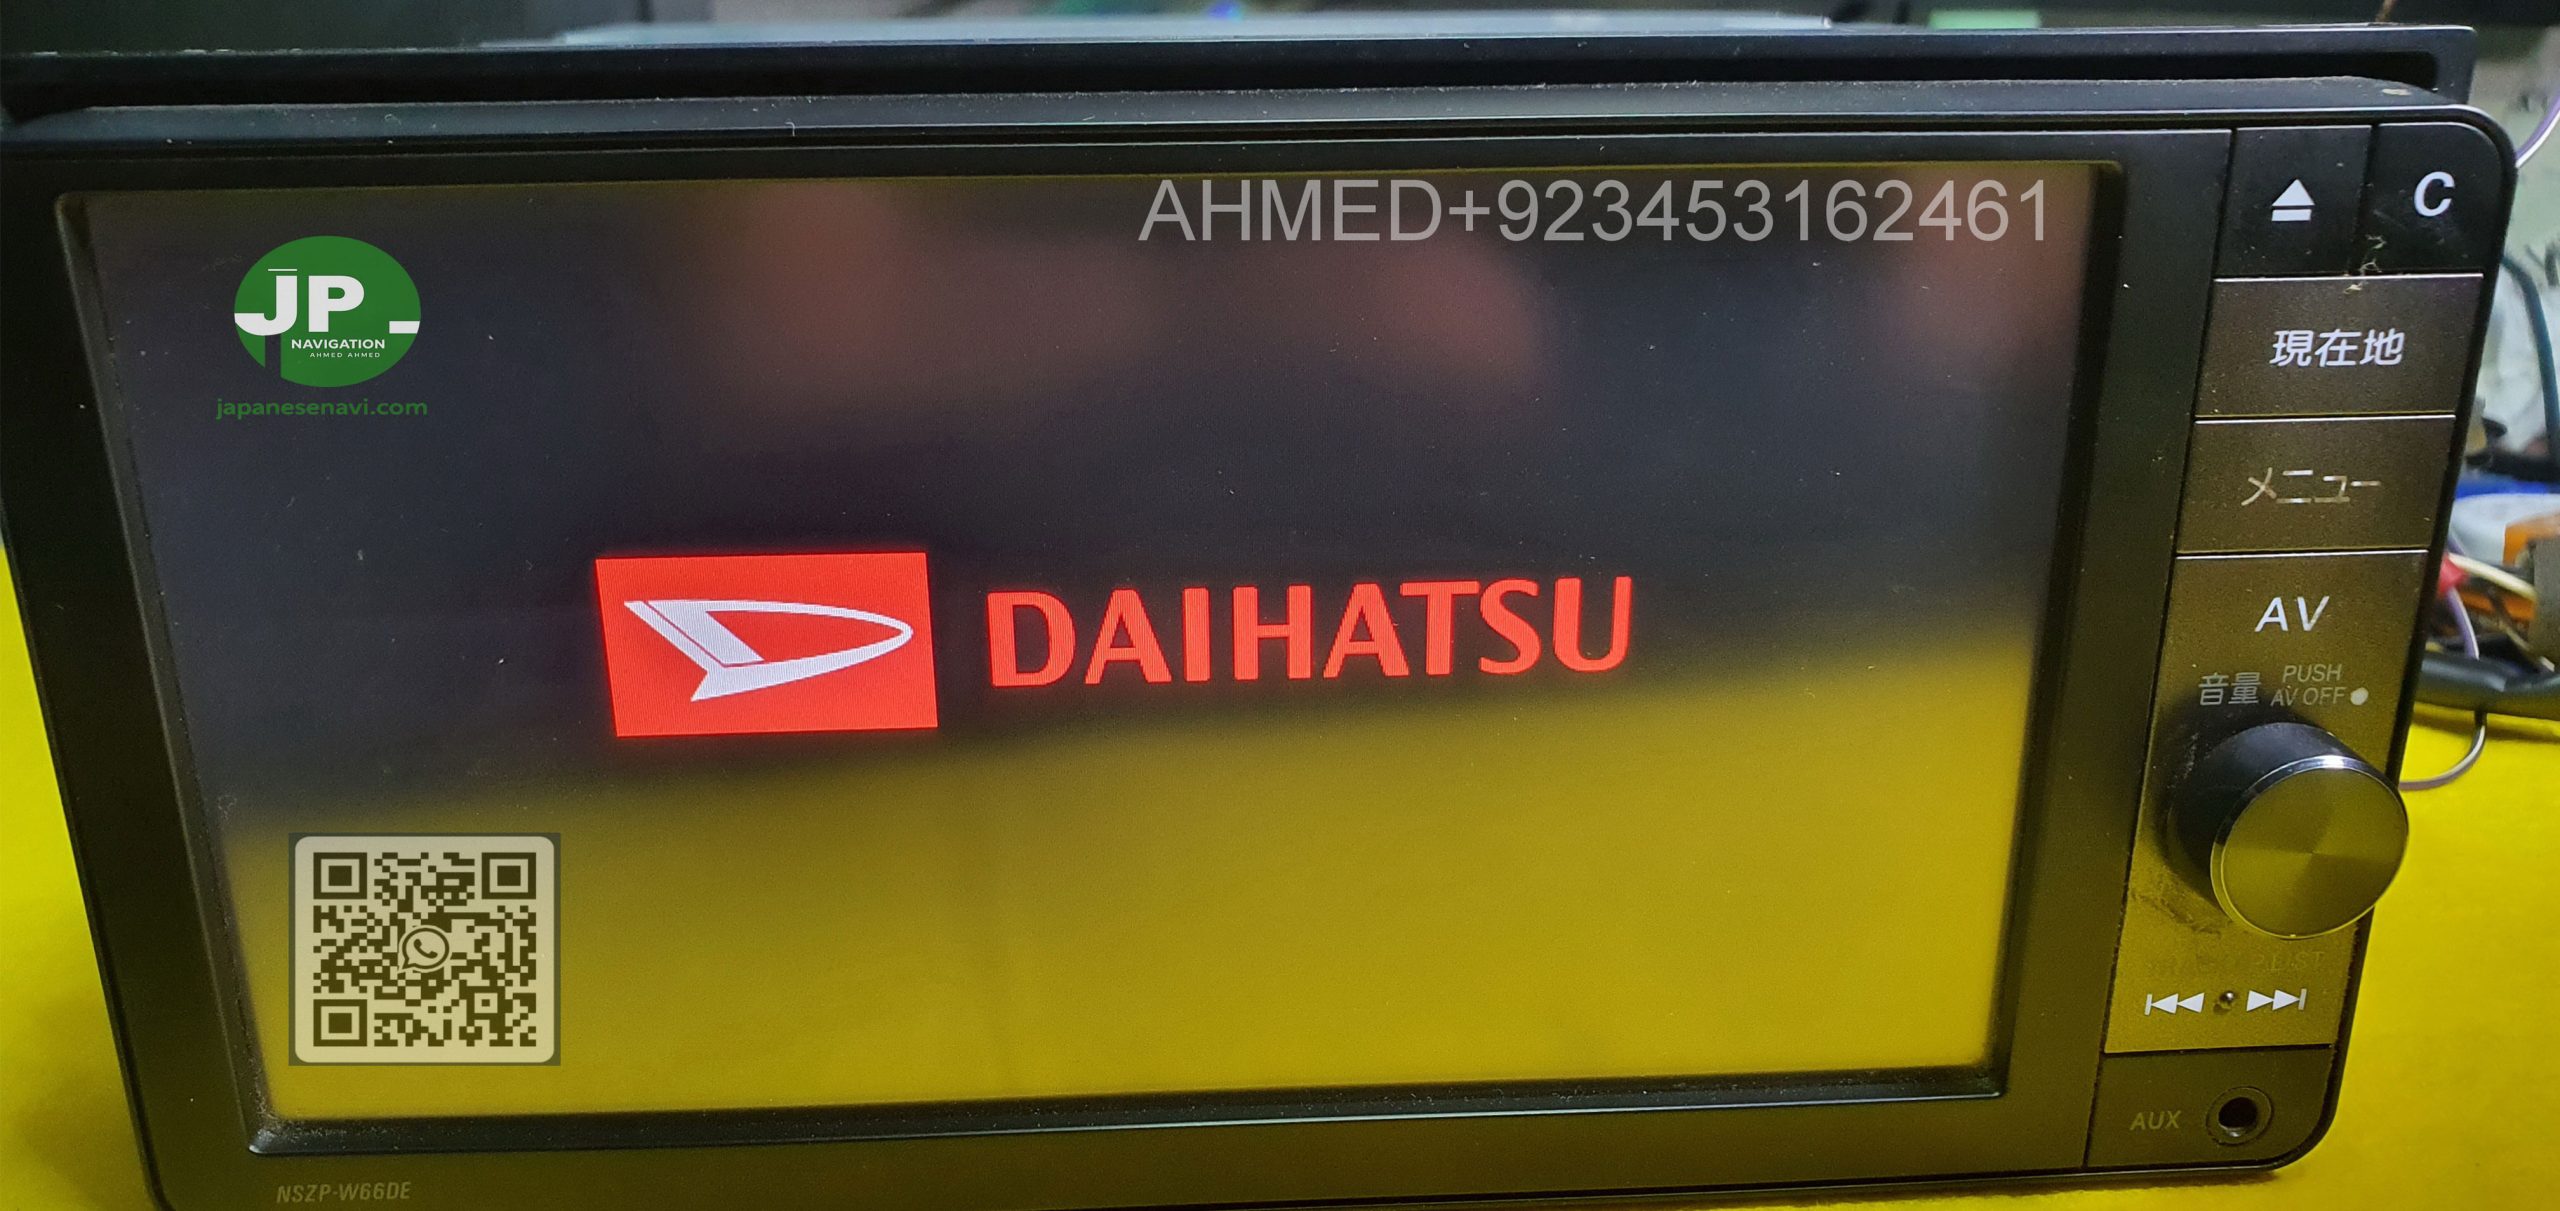 AHMED+923453162461
C
JP
NAVIGATION
AHMED AHMED
japanesenavi.com
現在地
メニュー
AV
DAIHATSU
音量 PUSH
AV OFF
AUX
NSZP-W66DE